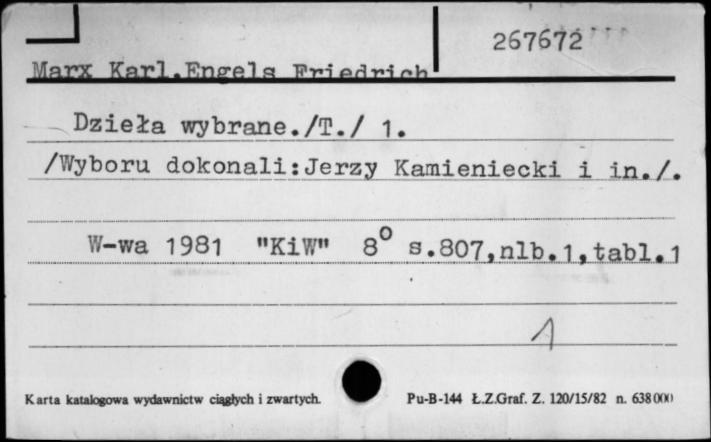 267672
Marx Karl.Engels Friedrich
Dzieła wybrane./T./ 1.
/Wyboru dokonali:Jerzy Kamieniecki i in./.
W-wa 1981 "KiW" 8° s.807,nlb.1,tabl.1
1
Karta katalogowa wydawnictw ciągłych i zwartych. Pu-B-144 Ł.Z.Graf. Z. 120/15/82 n. 638000